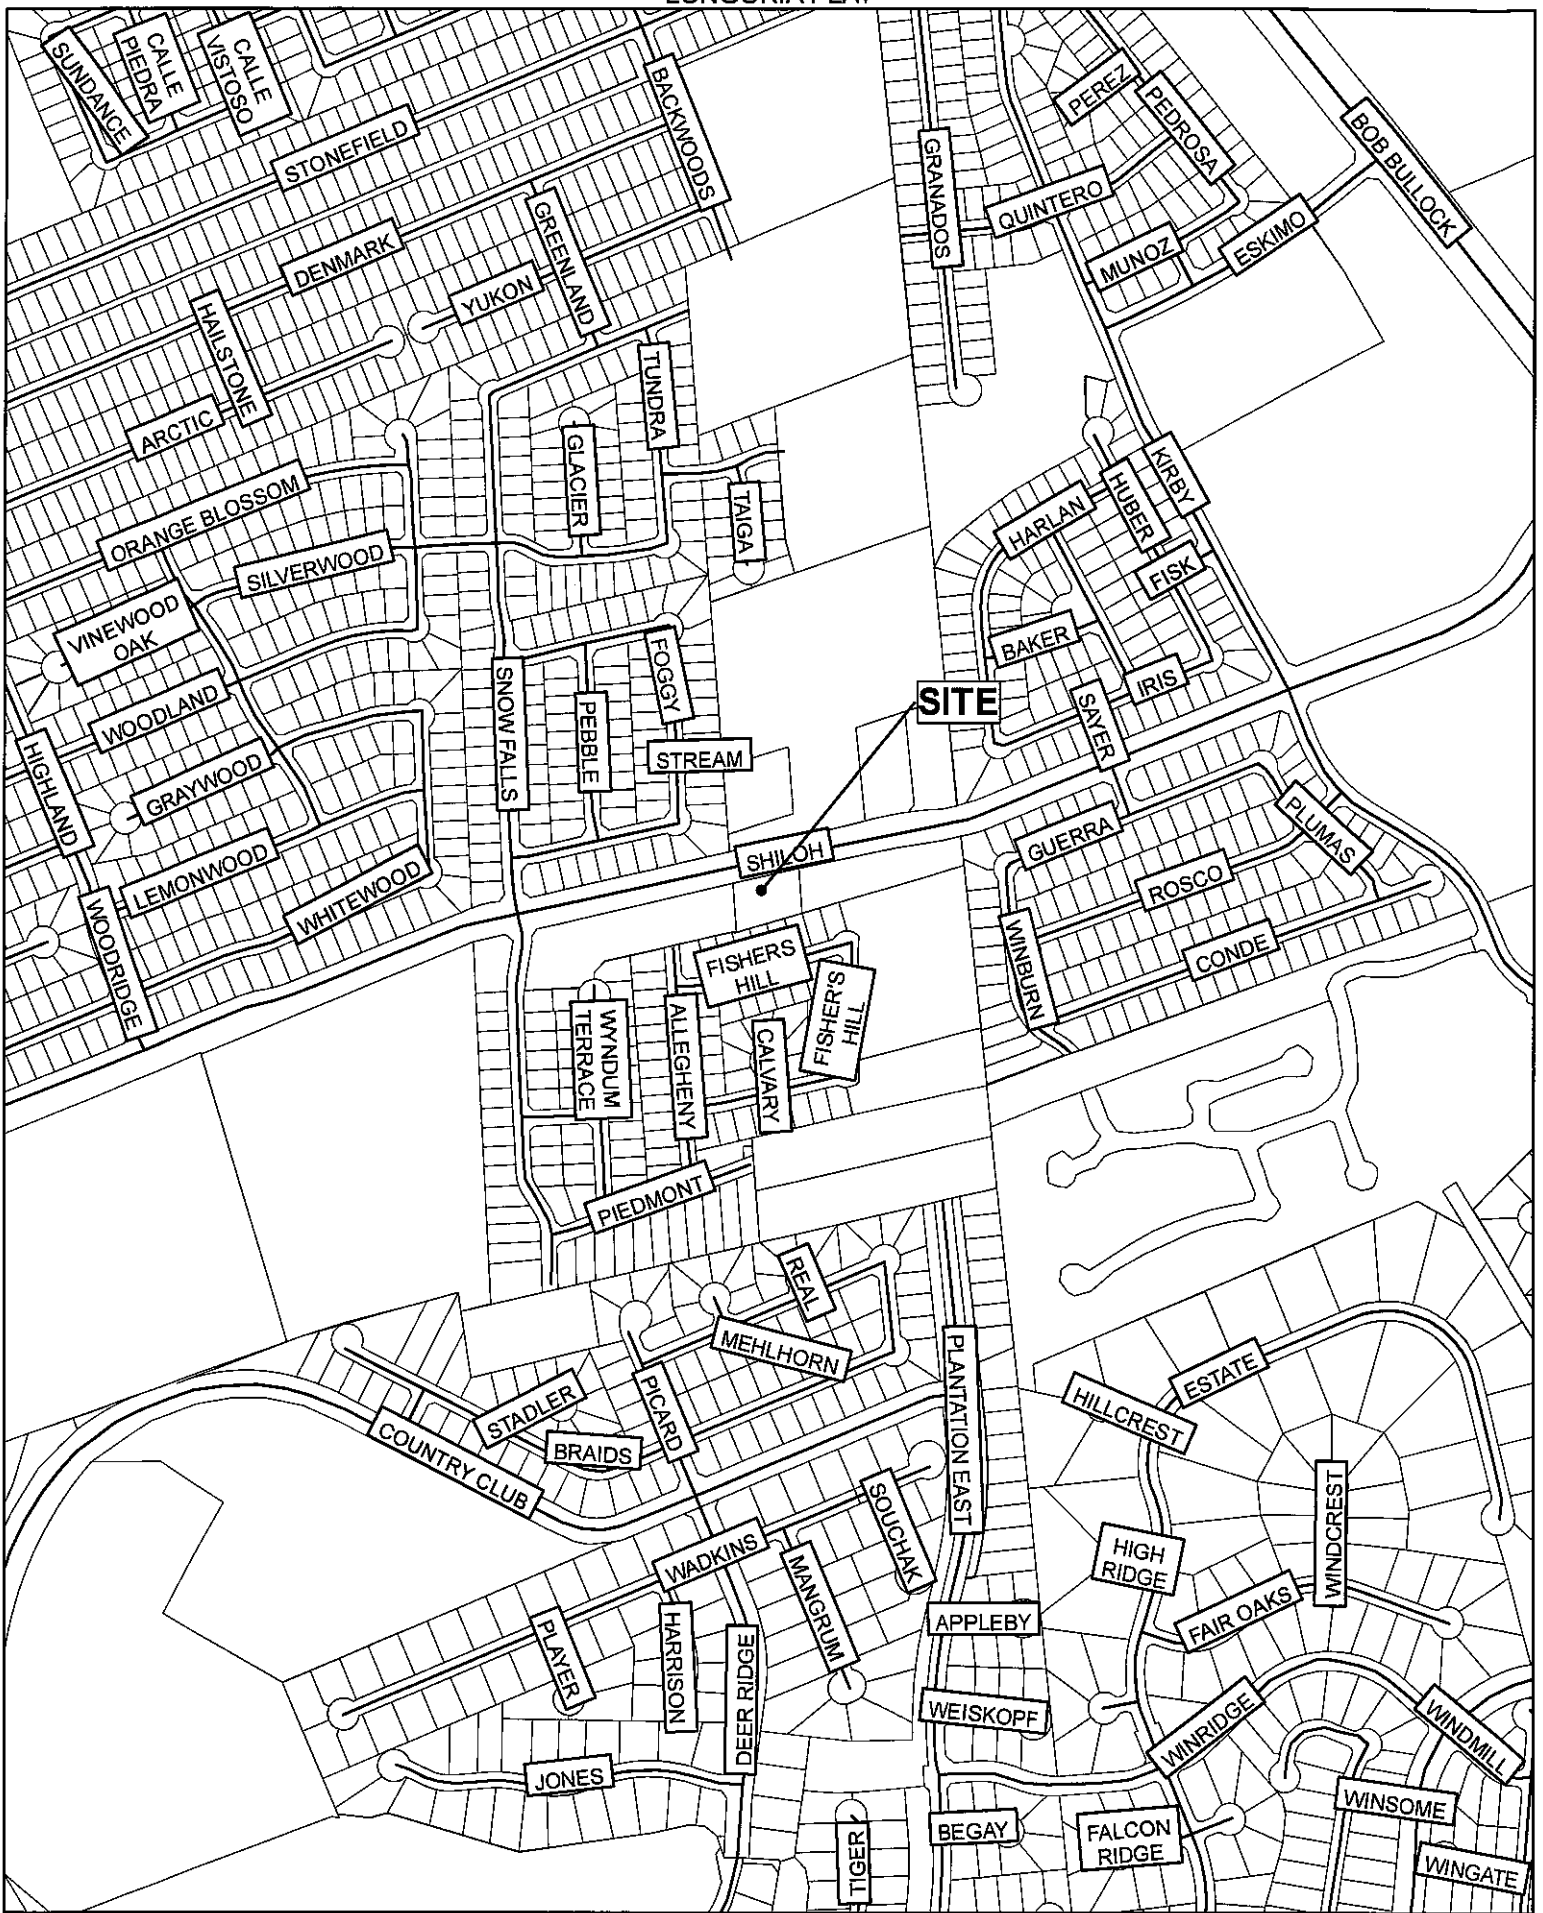 SUNDANCE
CALLE
PIEDRA
CALLE
VISTOSO
STONEFIELD
BACKWOODS
GRANADOS
PEREZ
PEDROSA
BOB BULLOCK
QUINTERO
MUNOZ
ESKIMO
DENMARK
GREENLAND
YUKON
HAILSTONE
ARCTIC
TUNDRA
GLACIER
TAIGA
ORANGE BLOSSOM
SILVERWOOD
VINEWOOD
OAK
WOODLAND
GRAYWOOD
HIGHLAND
LEMONWOOD
WHITEWOOD
WOODRIDGE
SNOW FALLS
PEBBLE
FOGGY
STREAM
KIRBY
HUBER
HARLAN
FISK
BAKER
IRIS
SAYER
SITE
SHILOH
GUERRA
PLUMAS
ROSCO
CONDE
WINBURN
FISHERS
HILL
FISHER'S
HILL
WYNDUM
TERRACE
ALLEGHENY
CALVARY
PIEDMONT
REAL
MEHLHORN
PICARD
STADLER
BRAIDS
COUNTRY CLUB
PLANTATION EAST
ESTATE
HILLCREST
WINDCREST
HIGH
RIDGE
FAIR OAKS
SOUCHAK
WADKINS
MANGRUM
HARRISON
PLAYER
DEER RIDGE
APPLEBY
WEISKOPF
WINRIDGE
WINDMILL
JONES
TIGER
BEGAY
FALCON
RIDGE
WINSOME
WINGATE